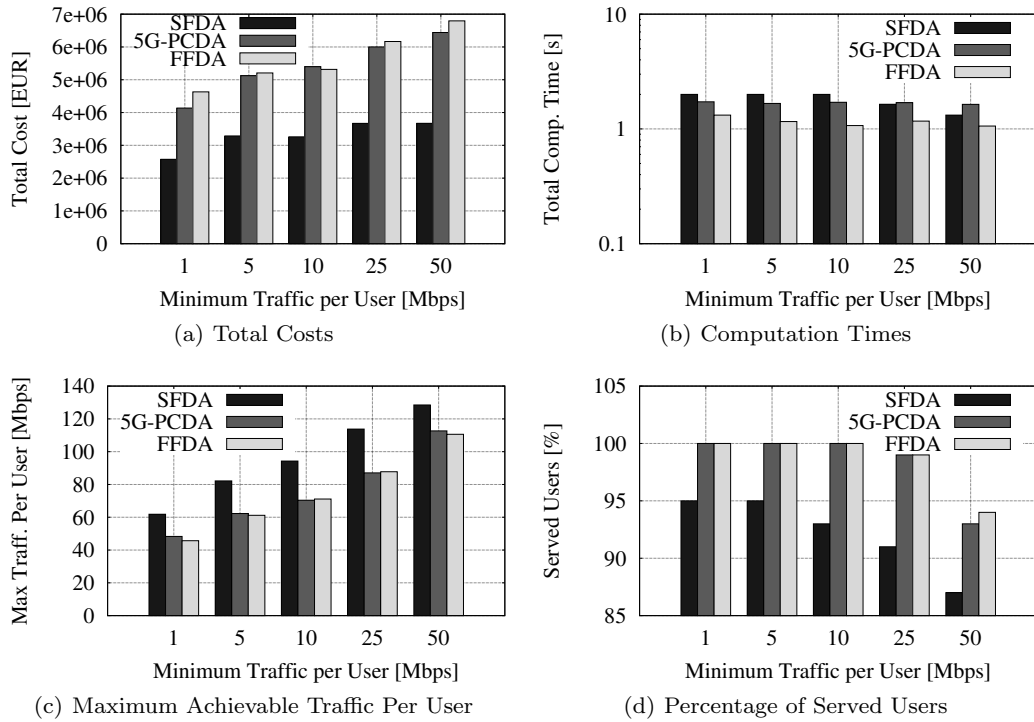 7e+06
6e+06
5e+06
4e+06
3e+06
2e+06
1e+06
0
Total Cost [EUR]
SFDA
5G-PCDA
FFDA
1 5 10 25 50
Minimum Traffic per User [Mbps]
(a) Total Costs
10
1
0.1
Total Comp. Time [s]
SFDA
5G-PCDA
FFDA
1 5 10 25 50
Minimum Traffic per User [Mbps]
(b) Computation Times
140
120
100
80
60
40
20
0
Max Traff. Per User [Mbps]
SFDA
5G-PCDA
FFDA
1 5 10 25 50
Minimum Traffic per User [Mbps]
(c) Maximum Achievable Traffic Per User
105
100
95
90
85
Served Users [%]
SFDA
5G-PCDA
FFDA
1 5 10 25 50
Minimum Traffic per User [Mbps]
(d) Percentage of Served Users